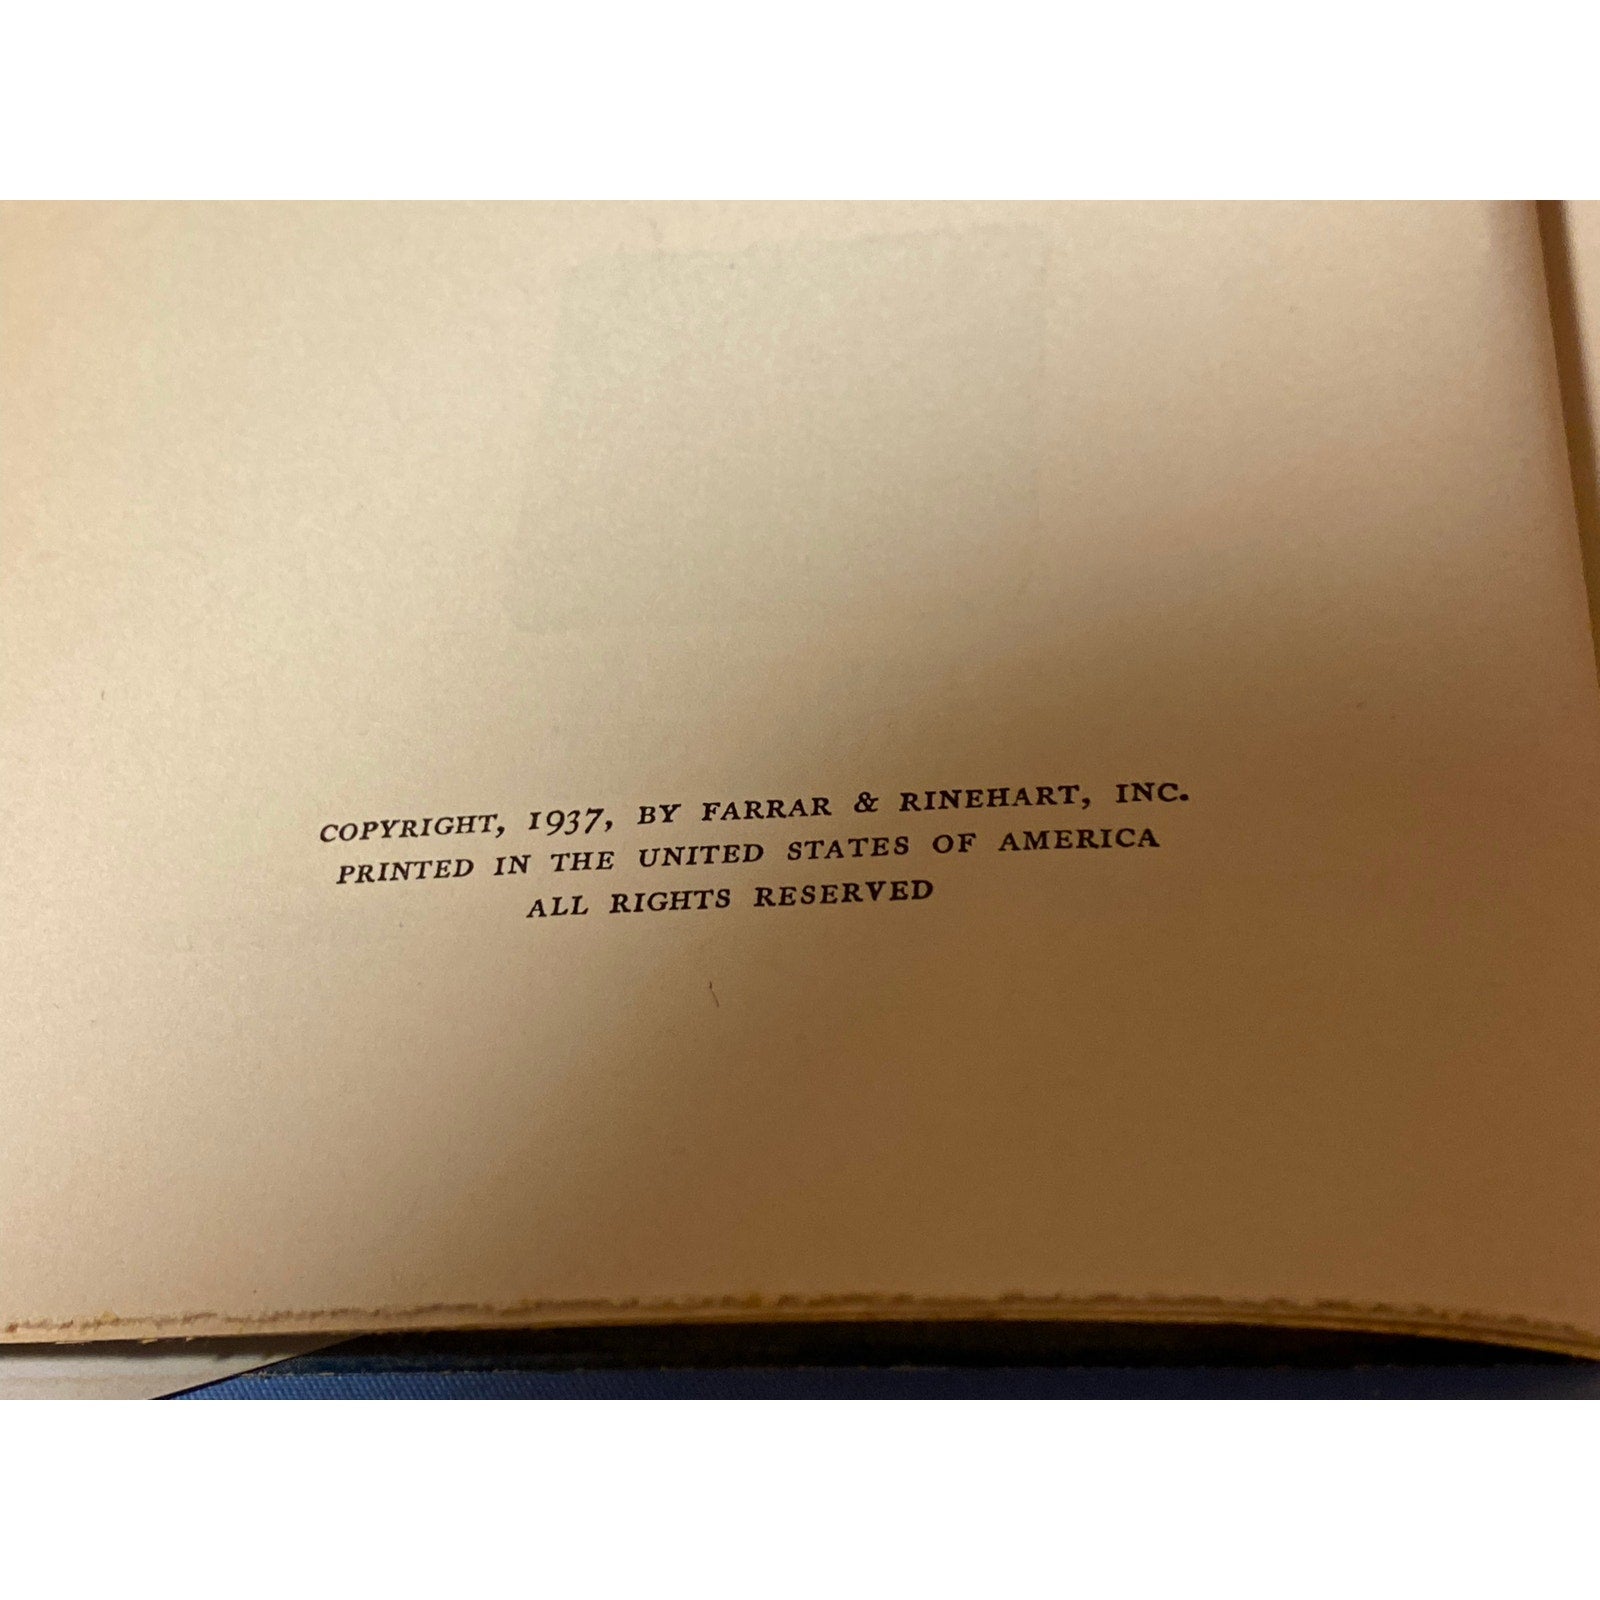 COPYRIGHT, 1937, BY FARRAR & RINEHART, INC.
PRINTED IN THE UNITED STATES OF AMERICA
ALL RIGHTS RESERVED